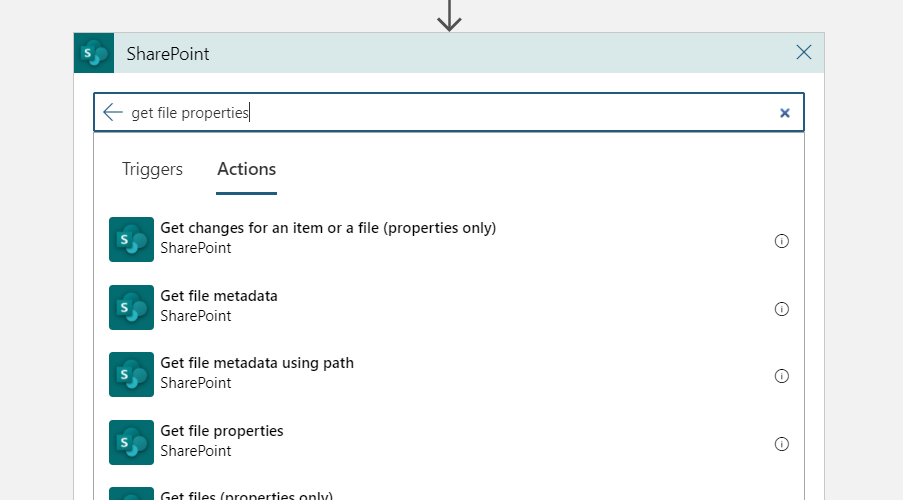 SharePoint
get file properties
Triggers Actions
Get changes for an item or a file (properties only)
SharePoint
Get file metadata
SharePoint
Get file metadata using path
SharePoint
Get file properties
SharePoint
Get files (properties only)